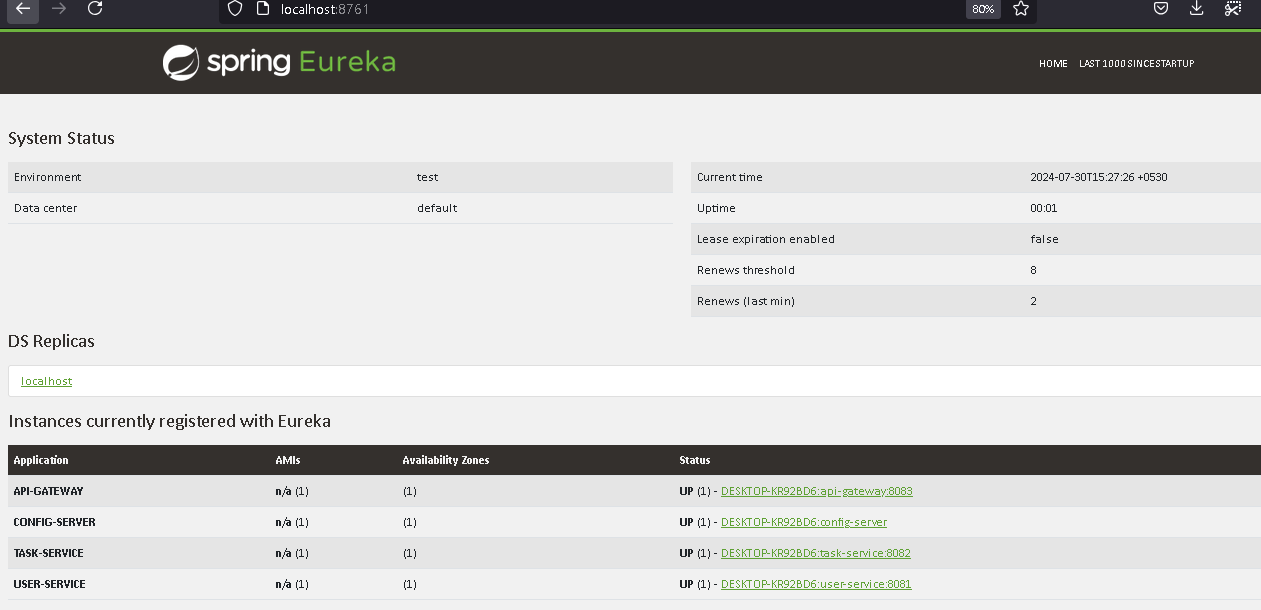 localhost:8761
80%
spring Eureka
HOME LAST 1000 SINCE STARTUP
System Status
Environment test
Data center default
Current time 2024-07-30T15:27:26 +0530
Uptime 00:01
Lease expiration enabled false
Renews threshold 8
Renews (last min) 2
DS Replicas
localhost
Instances currently registered with Eureka
Application AMIs Availability Zones Status
API-GATEWAY n/a (1) (1) UP (1) - DESKTOP-KR92BD6:api-gateway:8083
CONFIG-SERVER n/a (1) (1) UP (1) - DESKTOP-KR92BD6:config-server
TASK-SERVICE n/a (1) (1) UP (1) - DESKTOP-KR92BD6:task-service:8082
USER-SERVICE n/a (1) (1) UP (1) - DESKTOP-KR92BD6:user-service:8081